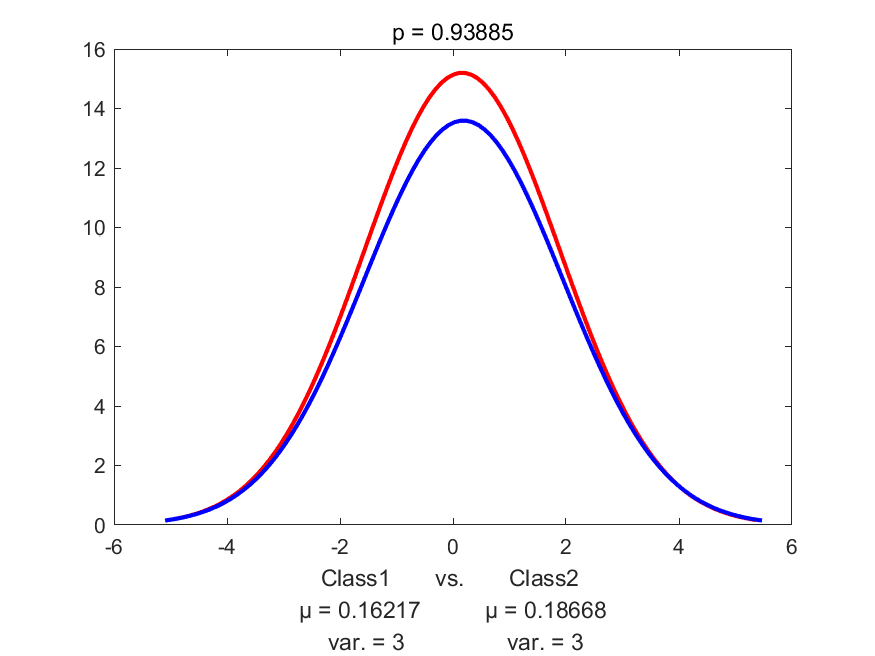 p = 0.93885
16
14
12
10
8
6
4
2
0
-6 -4 -2 0 2 4 6
Class1 vs. Class2
μ = 0.16217 μ = 0.18668
var. = 3 var. = 3